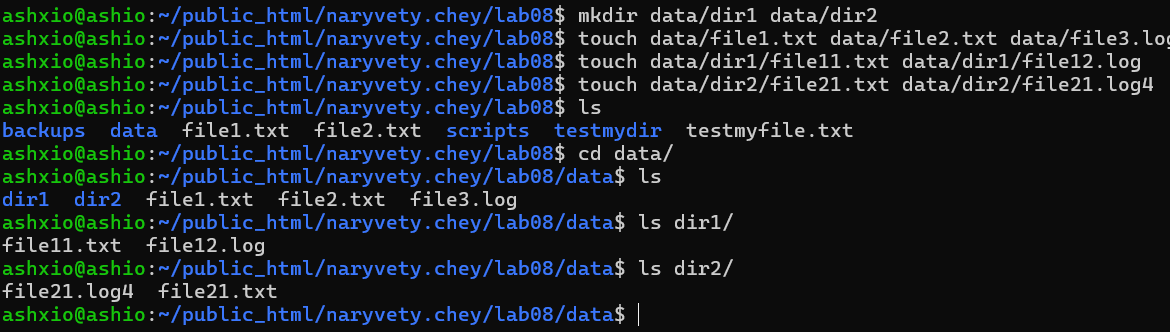 ashxio@ashio:~/public_html/naryvety.chey/lab08$ mkdir data/dir1 data/dir2
ashxio@ashio:~/public_html/naryvety.chey/lab08$ touch data/file1.txt data/file2.txt data/file3.log
ashxio@ashio:~/public_html/naryvety.chey/lab08$ touch data/dir1/file11.txt data/dir1/file12.log
ashxio@ashio:~/public_html/naryvety.chey/lab08$ touch data/dir2/file21.txt data/dir2/file21.log4
ashxio@ashio:~/public_html/naryvety.chey/lab08$ ls
backups  data  file1.txt  file2.txt  scripts  testmydir  testmyfile.txt
ashxio@ashio:~/public_html/naryvety.chey/lab08$ cd data/
ashxio@ashio:~/public_html/naryvety.chey/lab08/data$ ls
dir1  dir2  file1.txt  file2.txt  file3.log
ashxio@ashio:~/public_html/naryvety.chey/lab08/data$ ls dir1/
file11.txt  file12.log
ashxio@ashio:~/public_html/naryvety.chey/lab08/data$ ls dir2/
file21.log4  file21.txt
ashxio@ashio:~/public_html/naryvety.chey/lab08/data$